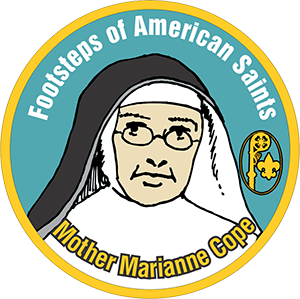 Footsteps of American Saints
Mother Marianne Cope